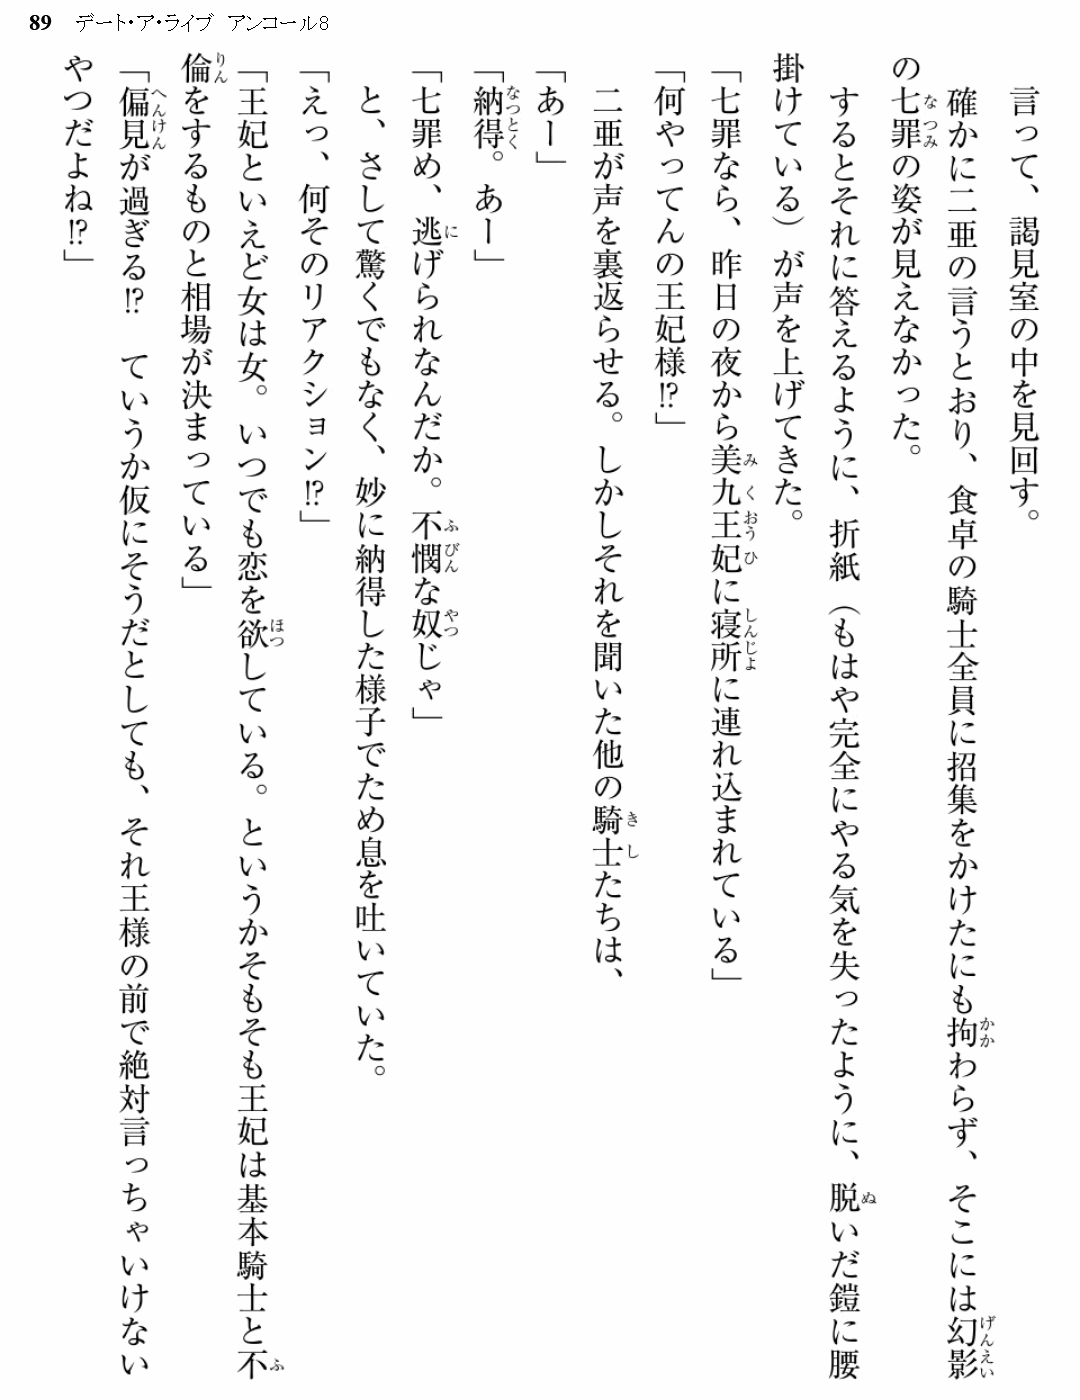 89 デート・ア・ライブ アンコール8
言って、謁見室の中を見回す。
確かに二亜の言うとおり、食卓の騎士全員に招集をかけたにも拘わらず、そこには幻影
の七罪の姿が見えなかった。
するとそれに答えるように、折紙（もはや完全にやる気を失ったように、脱いだ鎧に腰
掛けている）が声を上げてきた。
「七罪なら、昨日の夜から美九王妃に寝所に連れ込まれている」
「何やってんの王妃様!?」
二亜が声を裏返らせる。しかしそれを聞いた他の騎士たちは、
「あー」
「納得。あー」
「七罪め、逃げられなんだか。不憫な奴じゃ」
と、さして驚くでもなく、妙に納得した様子でため息を吐いていた。
「えっ、何そのリアクション!?」
「王妃といえど女は女。いつでも恋を欲している。というかそもそも王妃は基本騎士と不
倫をするものと相場が決まっている」
「偏見が過ぎる!?　ていうか仮にそうだとしても、それ王様の前で絶対言っちゃいけない
やつだよね!?」